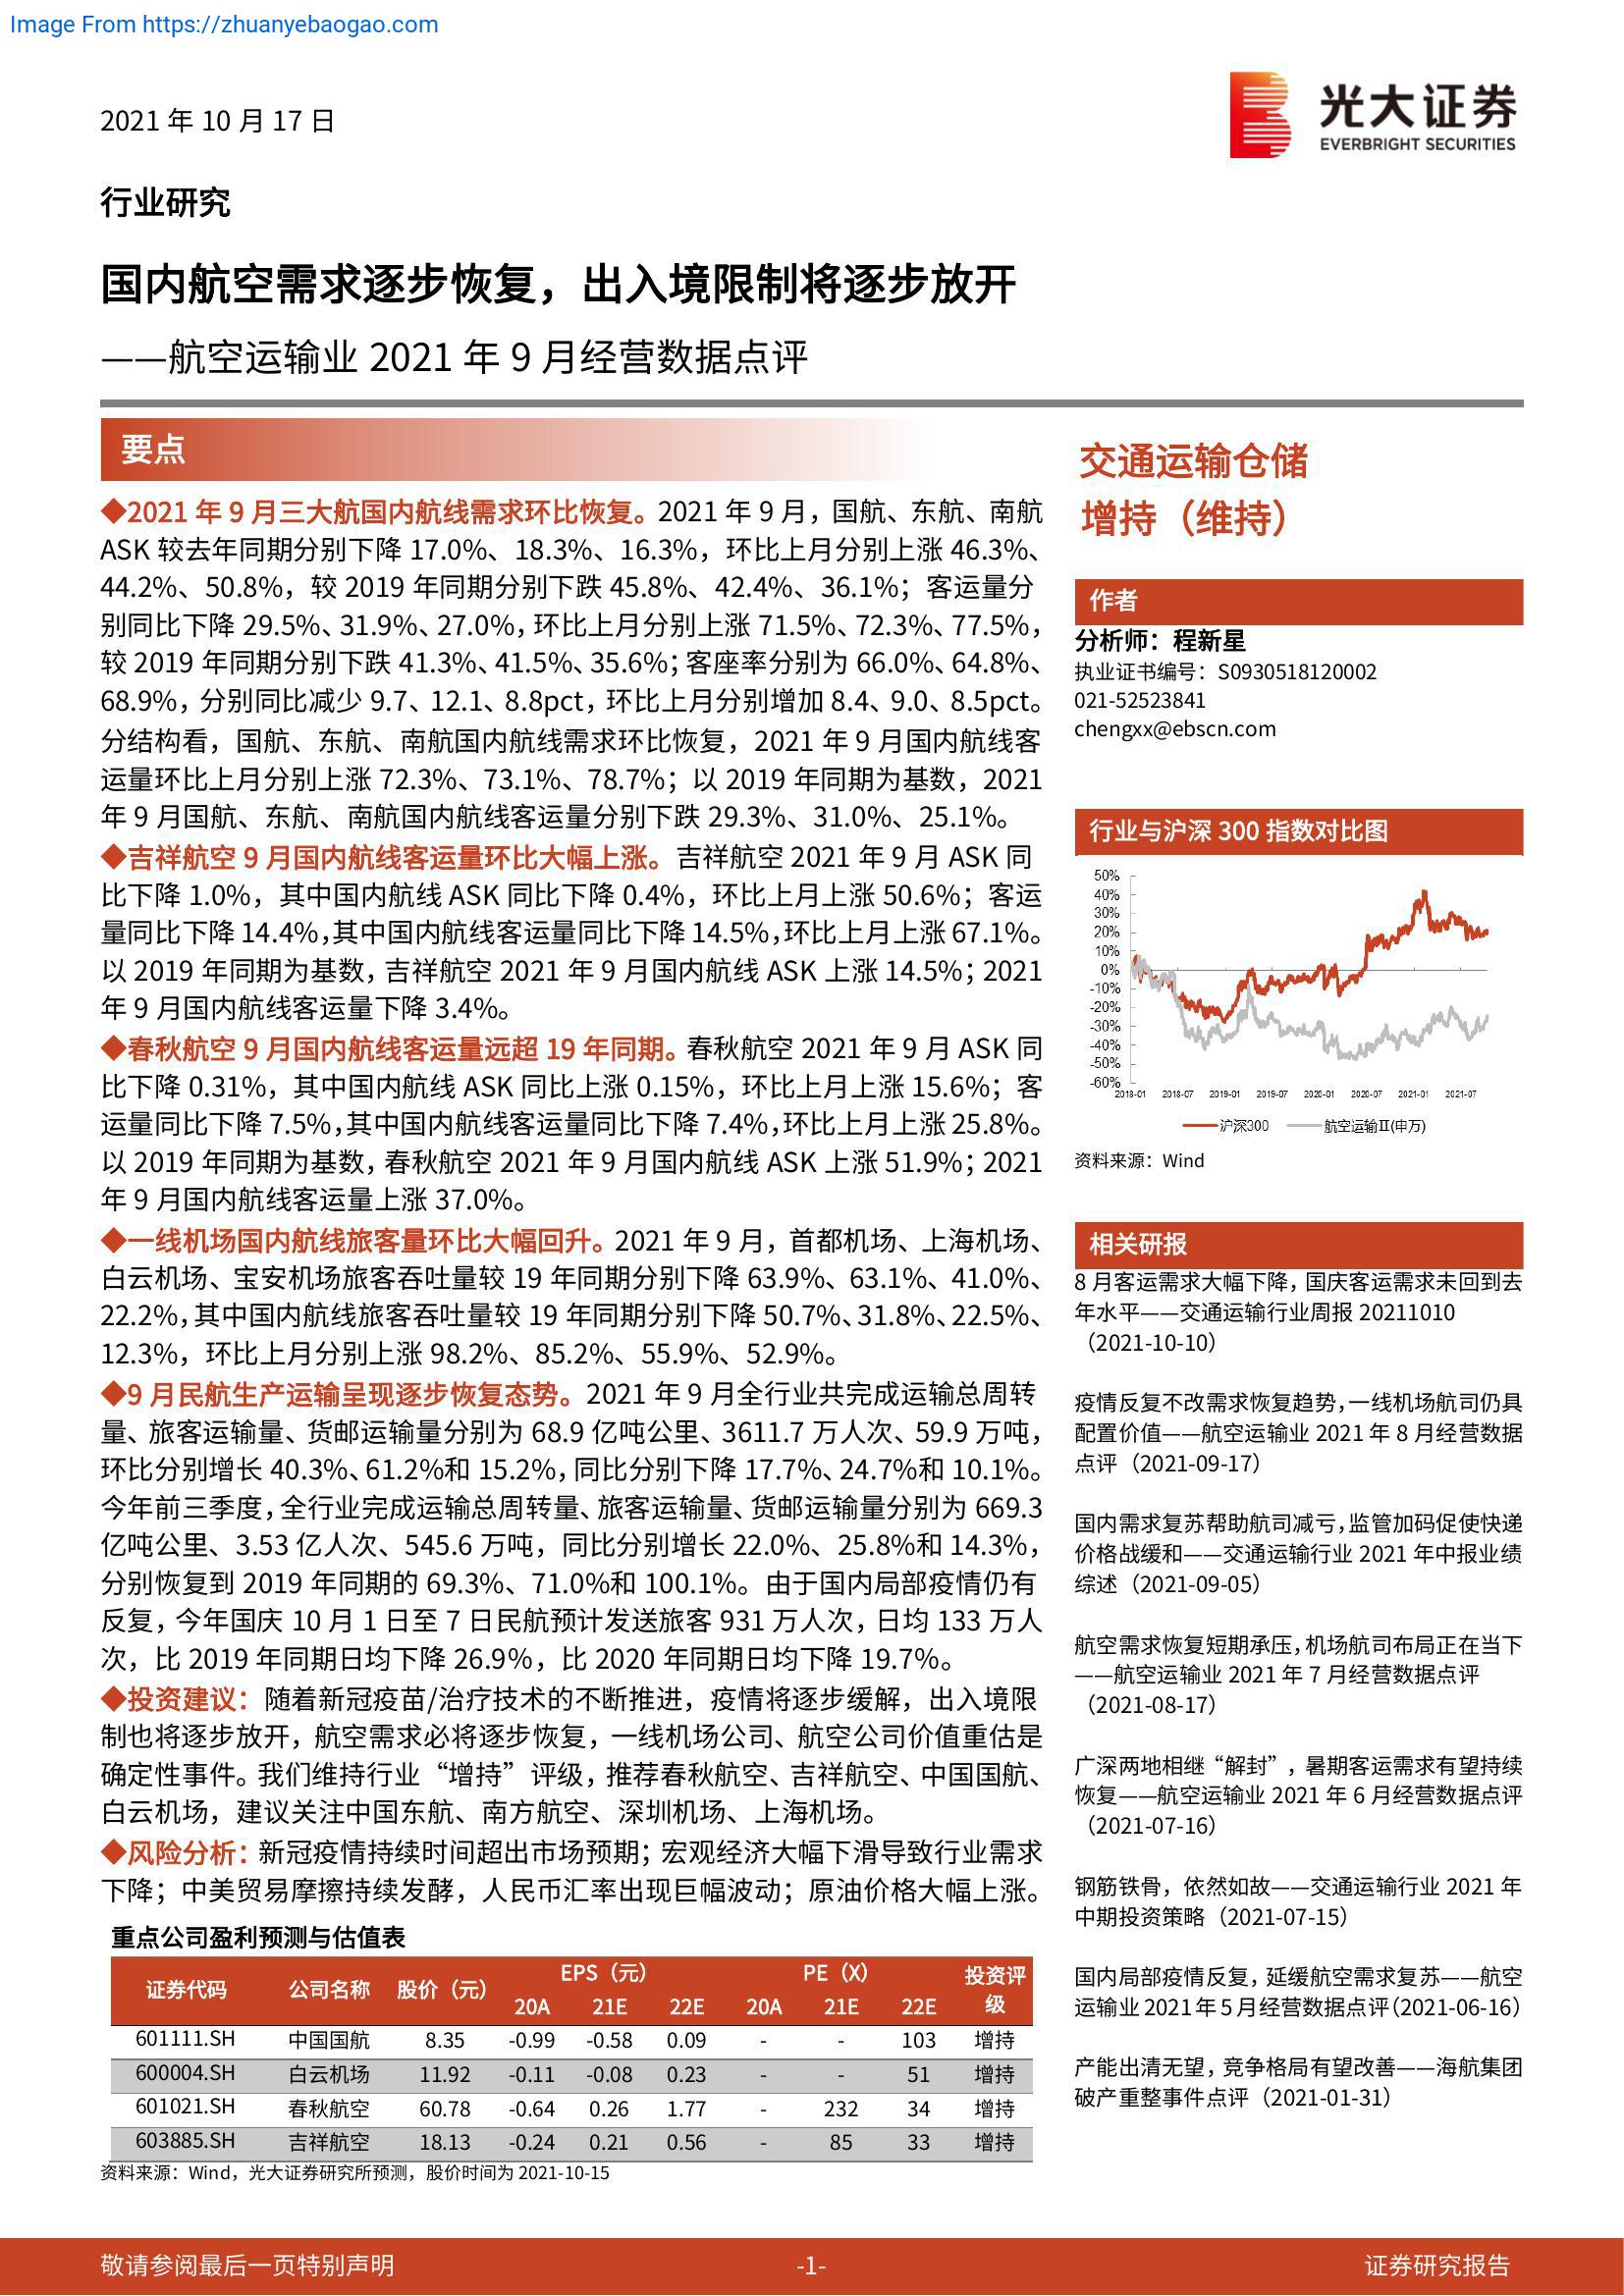 Image From https://zhuanyebaogao.com
2021 年 10 月 17 日
光大证券
EVERBRIGHT SECURITIES
行业研究
国内航空需求逐步恢复，出入境限制将逐步放开
——航空运输业 2021 年 9 月经营数据点评
要点
◆2021 年 9 月三大航国内航线需求环比恢复。2021 年 9 月，国航、东航、南航
ASK 较去年同期分别下降 17.0%、18.3%、16.3%，环比上月分别上涨 46.3%、
44.2%、50.8%，较 2019 年同期分别下跌 45.8%、42.4%、36.1%；客运量分
别同比下降 29.5%、31.9%、27.0%，环比上月分别上涨 71.5%、72.3%、77.5%，
较 2019 年同期分别下跌 41.3%、41.5%、35.6%；客座率分别为 66.0%、64.8%、
68.9%，分别同比减少 9.7、12.1、8.8pct，环比上月分别增加 8.4、9.0、8.5pct。
分结构看，国航、东航、南航国内航线需求环比恢复，2021 年 9 月国内航线客
运量环比上月分别上涨 72.3%、73.1%、78.7%；以 2019 年同期为基数，2021
年 9 月国航、东航、南航国内航线客运量分别下跌 29.3%、31.0%、25.1%。
◆吉祥航空 9 月国内航线客运量环比大幅上涨。吉祥航空 2021 年 9 月 ASK 同
比下降 1.0%，其中国内航线 ASK 同比下降 0.4%，环比上月上涨 50.6%；客运
量同比下降 14.4%，其中国内航线客运量同比下降 14.5%，环比上月上涨 67.1%。
以 2019 年同期为基数，吉祥航空 2021 年 9 月国内航线 ASK 上涨 14.5%；2021
年 9 月国内航线客运量下降 3.4%。
◆春秋航空 9 月国内航线客运量远超 19 年同期。春秋航空 2021 年 9 月 ASK 同
比下降 0.31%，其中国内航线 ASK 同比上涨 0.15%，环比上月上涨 15.6%；客
运量同比下降 7.5%，其中国内航线客运量同比下降 7.4%，环比上月上涨 25.8%。
以 2019 年同期为基数，春秋航空 2021 年 9 月国内航线 ASK 上涨 51.9%；2021
年 9 月国内航线客运量上涨 37.0%。
◆一线机场国内航线旅客量环比大幅回升。2021 年 9 月，首都机场、上海机场、
白云机场、宝安机场旅客吞吐量较 19 年同期分别下降 63.9%、63.1%、41.0%、
22.2%，其中国内航线旅客吞吐量较 19 年同期分别下降 50.7%、31.8%、22.5%、
12.3%，环比上月分别上涨 98.2%、85.2%、55.9%、52.9%。
◆9 月民航生产运输呈现逐步恢复态势。2021 年 9 月全行业共完成运输总周转
量、旅客运输量、货邮运输量分别为 68.9 亿吨公里、3611.7 万人次、59.9 万吨，
环比分别增长 40.3%、61.2%和 15.2%，同比分别下降 17.7%、24.7%和 10.1%。
今年前三季度，全行业完成运输总周转量、旅客运输量、货邮运输量分别为 669.3
亿吨公里、3.53 亿人次、545.6 万吨，同比分别增长 22.0%、25.8%和 14.3%，
分别恢复到 2019 年同期的 69.3%、71.0%和 100.1%。由于国内局部疫情仍有
反复，今年国庆 10 月 1 日至 7 日民航预计发送旅客 931 万人次，日均 133 万人
次，比 2019 年同期日均下降 26.9%，比 2020 年同期日均下降 19.7%。
◆投资建议：随着新冠疫苗/治疗技术的不断推进，疫情将逐步缓解，出入境限
制也将逐步放开，航空需求必将逐步恢复，一线机场公司、航空公司价值重估是
确定性事件。我们维持行业“增持”评级，推荐春秋航空、吉祥航空、中国国航、
白云机场，建议关注中国东航、南方航空、深圳机场、上海机场。
◆风险分析：新冠疫情持续时间超出市场预期；宏观经济大幅下滑导致行业需求
下降；中美贸易摩擦持续发酵，人民币汇率出现巨幅波动；原油价格大幅上涨。
重点公司盈利预测与估值表
证券代码 公司名称 股价（元） EPS（元） PE（X） 投资评级
20A 21E 22E 20A 21E 22E
601111.SH 中国国航 8.35 -0.99 -0.58 0.09 - - 103 增持
600004.SH 白云机场 11.92 -0.11 -0.08 0.23 - - 51 增持
601021.SH 春秋航空 60.78 -0.64 0.26 1.77 - 232 34 增持
603885.SH 吉祥航空 18.13 -0.24 0.21 0.56 - 85 33 增持
资料来源：Wind，光大证券研究所预测，股价时间为 2021-10-15
交通运输仓储
增持（维持）
作者
分析师：程新星
执业证书编号：S0930518120002
021-52523841
chengxx@ebscn.com
行业与沪深 300 指数对比图
50%
40%
30%
20%
10%
0%
-10%
-20%
-30%
-40%
-50%
-60%
2018-01 2018-07 2019-01 2019-07 2020-01 2020-07 2021-01 2021-07
沪深300 航空运输II(申万)
资料来源：Wind
相关研报
8 月客运需求大幅下降，国庆客运需求未回到去
年水平——交通运输行业周报 20211010
（2021-10-10）
疫情反复不改需求恢复趋势，一线机场航司仍具
配置价值——航空运输业 2021 年 8 月经营数据
点评（2021-09-17）
国内需求复苏帮助航司减亏，监管加码促使快递
价格战缓和——交通运输行业 2021 年中报业绩
综述（2021-09-05）
航空需求恢复短期承压，机场航司布局正在当下
——航空运输业 2021 年 7 月经营数据点评
（2021-08-17）
广深两地相继“解封”，暑期客运需求有望持续
恢复——航空运输业 2021 年 6 月经营数据点评
（2021-07-16）
钢筋铁骨，依然如故——交通运输行业 2021 年
中期投资策略（2021-07-15）
国内局部疫情反复，延缓航空需求复苏——航空
运输业 2021 年 5 月经营数据点评（2021-06-16）
产能出清无望，竞争格局有望改善——海航集团
破产重整事件点评（2021-01-31）
敬请参阅最后一页特别声明 -1- 证券研究报告